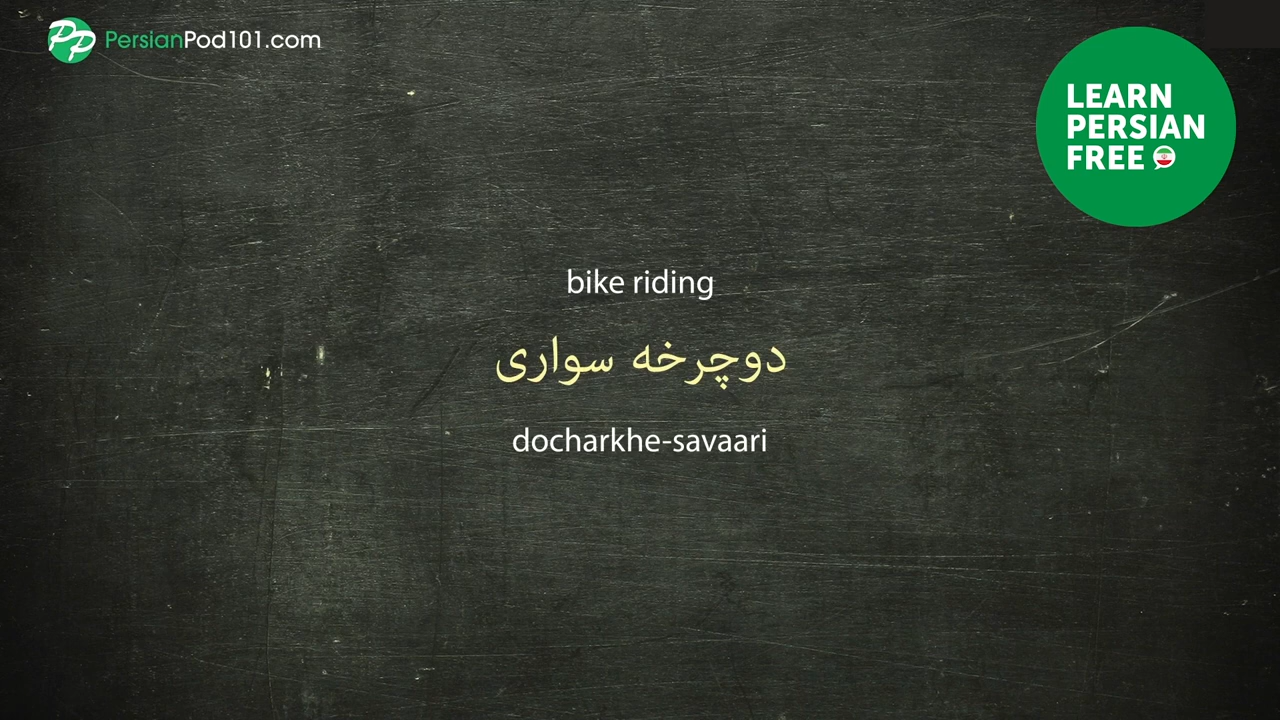 PersianPod101.com
LEARN
PERSIAN
FREE
bike riding
دوچرخه سواری
docharkhe-savaari